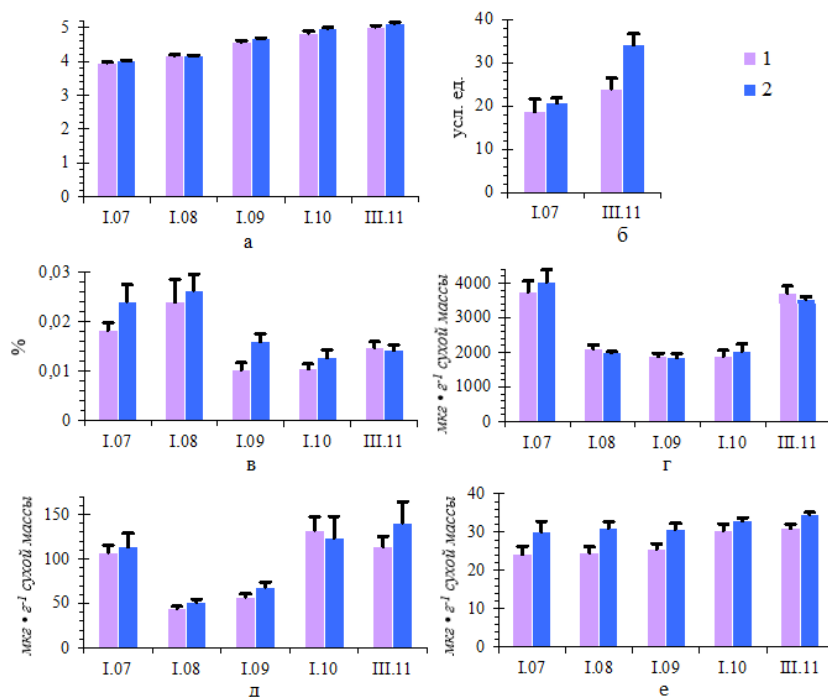 5
4
3
2
1
0
I.07
I.08
I.09
I.10
III.11
а
усл. ед.
40
30
20
10
0
I.07
III.11
б
1
2
%
0,03
0,02
0,01
0
I.07
I.08
I.09
I.10
III.11
в
мкг • г-1 сухой массы
4000
3000
2000
1000
0
I.07
I.08
I.09
I.10
III.11
г
мкг • г-1 сухой массы
150
100
50
0
I.07
I.08
I.09
I.10
III.11
д
мкг • г-1 сухой массы
40
30
20
10
0
I.07
I.08
I.09
I.10
III.11
е